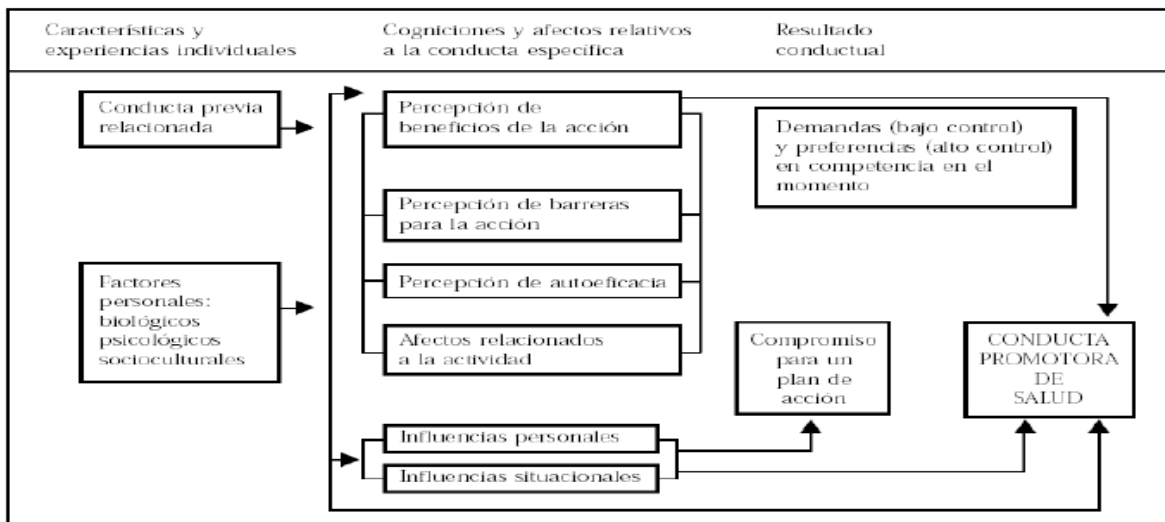 Características y
experiencias individuales
Cogniciones y afectos relativos
a la conducta específica
Resultado
conductual
Conducta previa
relacionada
Percepción de
beneficios de la acción
Demandas (bajo control)
y preferencias (alto control)
en competencia en el
momento
Percepción de barreras
para la acción
Factores
personales:
biológicos
psicológicos
socioculturales
Percepción de autoeficacia
Afectos relacionados
a la actividad
Compromiso
para un
plan de
acción
CONDUCTA
PROMOTORA
DE
SALUD
Influencias personales
Influencias situacionales